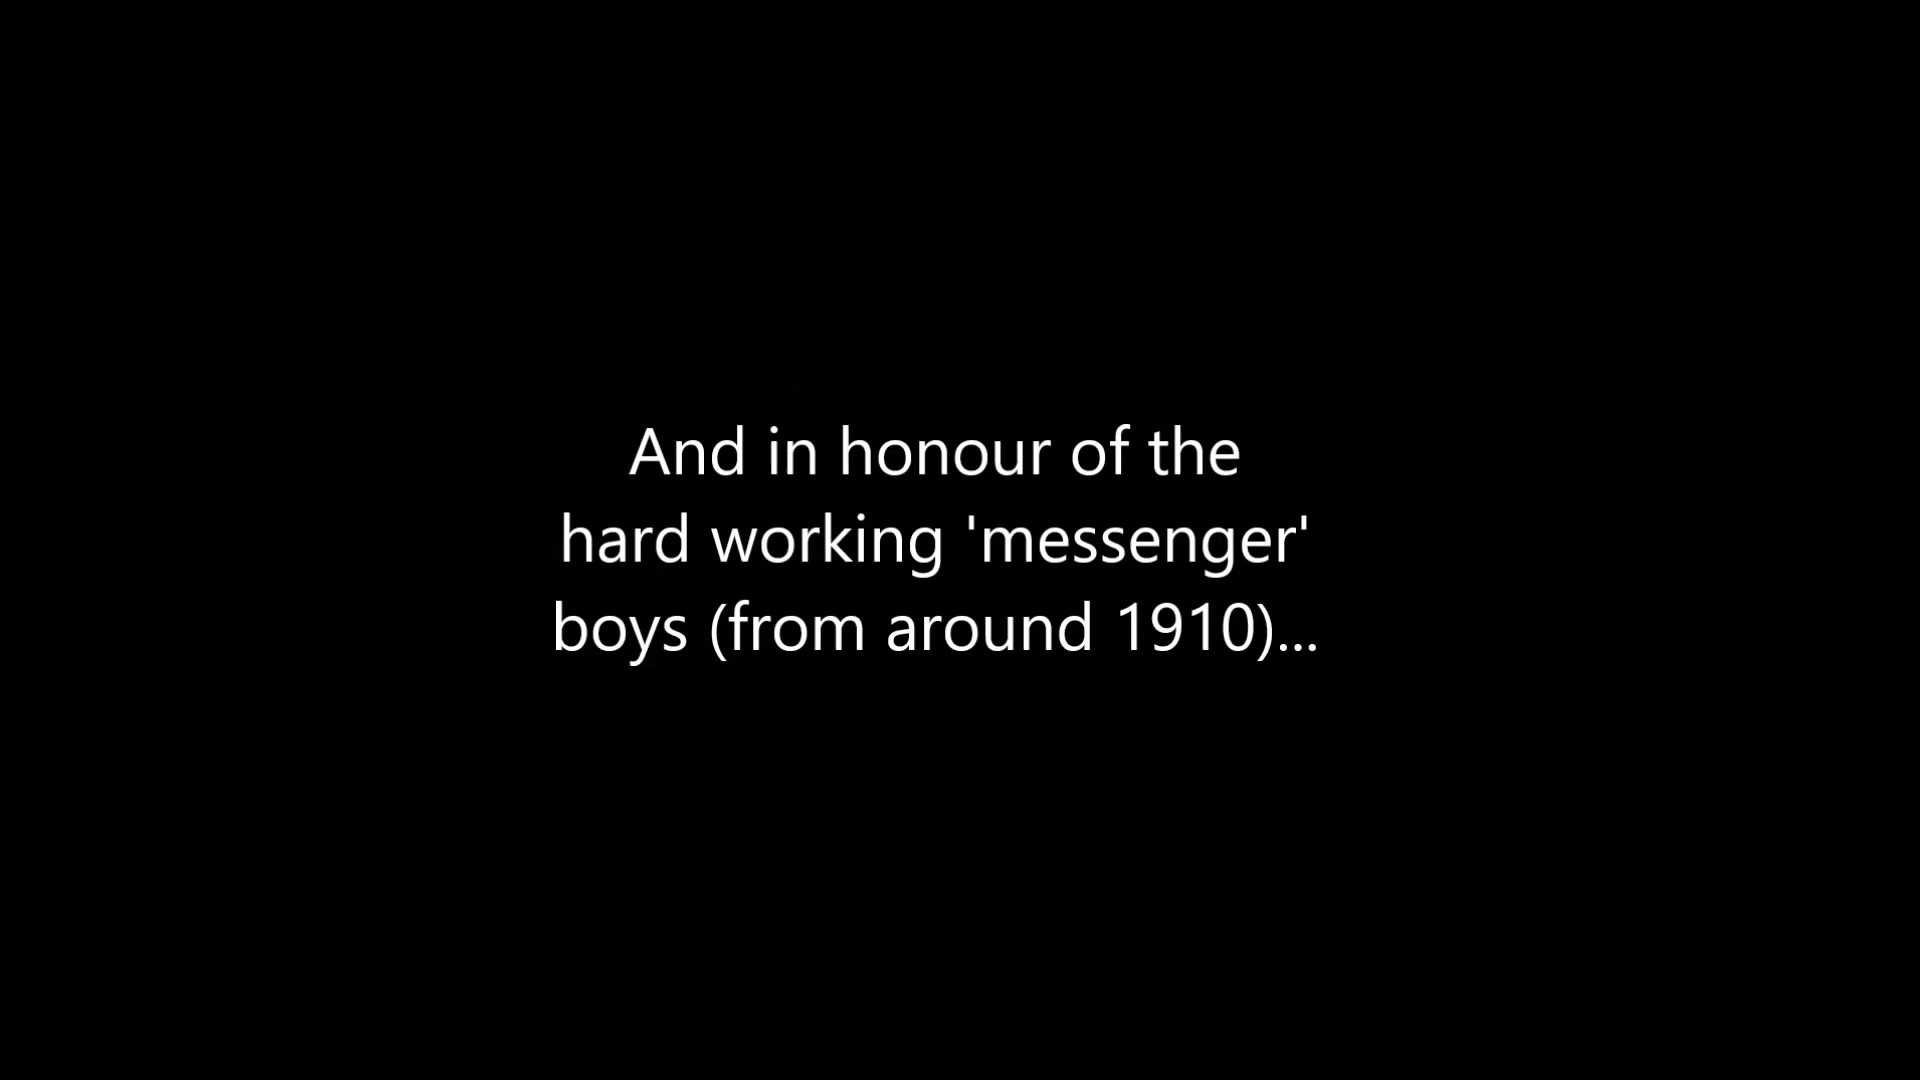 And in honour of the
hard working 'messenger'
boys (from around 1910)...